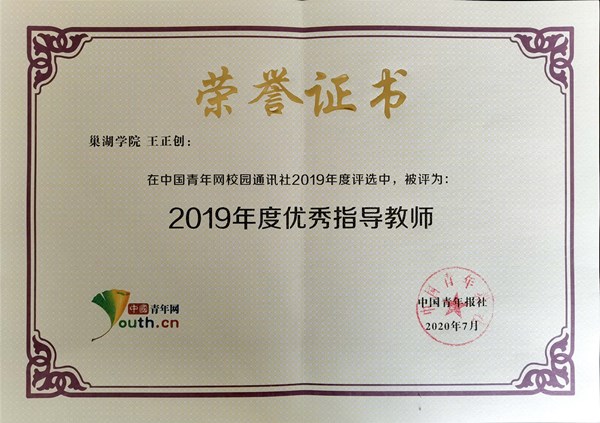 荣誉证书
巢湖学院 王正创：
在中国青年网校园通讯社2019年度评选中，被评为：
2019年度优秀指导教师
中国青年网
youth.cn
中国青年报社
2020年7月